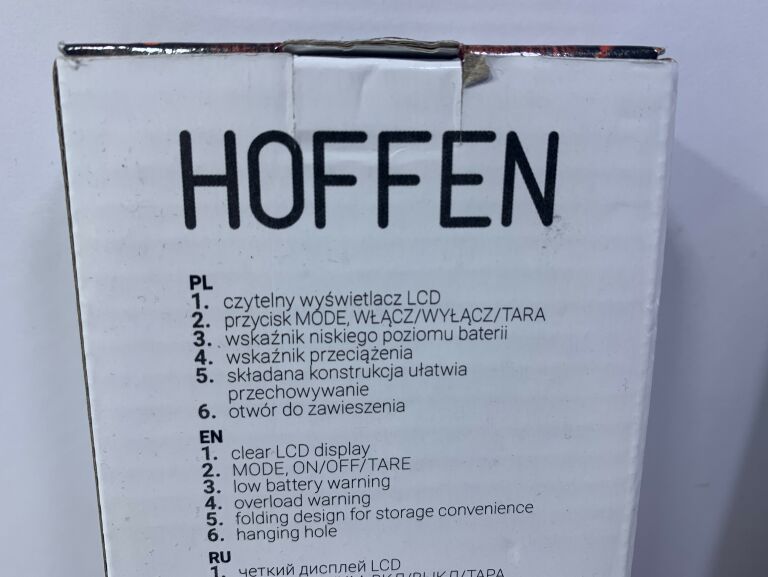 HOFFEN
PL
1. czytelny wyświetlacz LCD
2. przycisk MODE, WŁĄCZ/WYŁĄCZ/TARA
3. wskaźnik niskiego poziomu baterii
4. wskaźnik przeciążenia
5. składana konstrukcja ułatwia
przechowywanie
6. otwór do zawieszenia
EN
1. clear LCD display
2. MODE, ON/OFF/TARE
3. low battery warning
4. overload warning
5. folding design for storage convenience
6. hanging hole
RU
1. четкий дисплей LCD
ВКЛ/ВЫКЛ/ТАРА